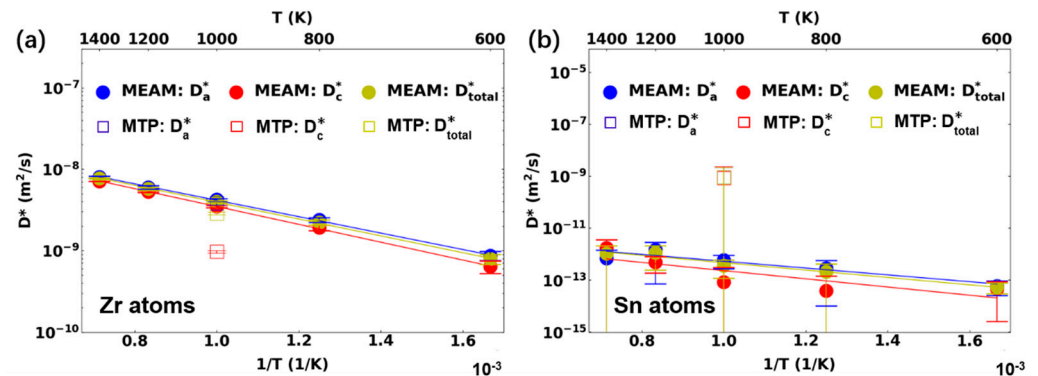 (a)
T (K)
1400 1200 1000 800 600
D* (m²/s)
10⁻⁷
10⁻⁸
10⁻⁹
10⁻¹⁰
MEAM: D*ₐ MEAM: D*c MEAM: D*total
MTP: D*ₐ MTP: D*c MTP: D*total
Zr atoms
0.8 1.0 1.2 1.4 1.6
1/T (1/K) 10⁻³
(b)
T (K)
1400 1200 1000 800 600
D* (m²/s)
10⁻⁵
10⁻⁷
10⁻⁹
10⁻¹¹
10⁻¹³
10⁻¹⁵
MEAM: D*ₐ MEAM: D*c MEAM: D*total
MTP: D*ₐ MTP: D*c MTP: D*total
Sn atoms
0.8 1.0 1.2 1.4 1.6
1/T (1/K) 10⁻³